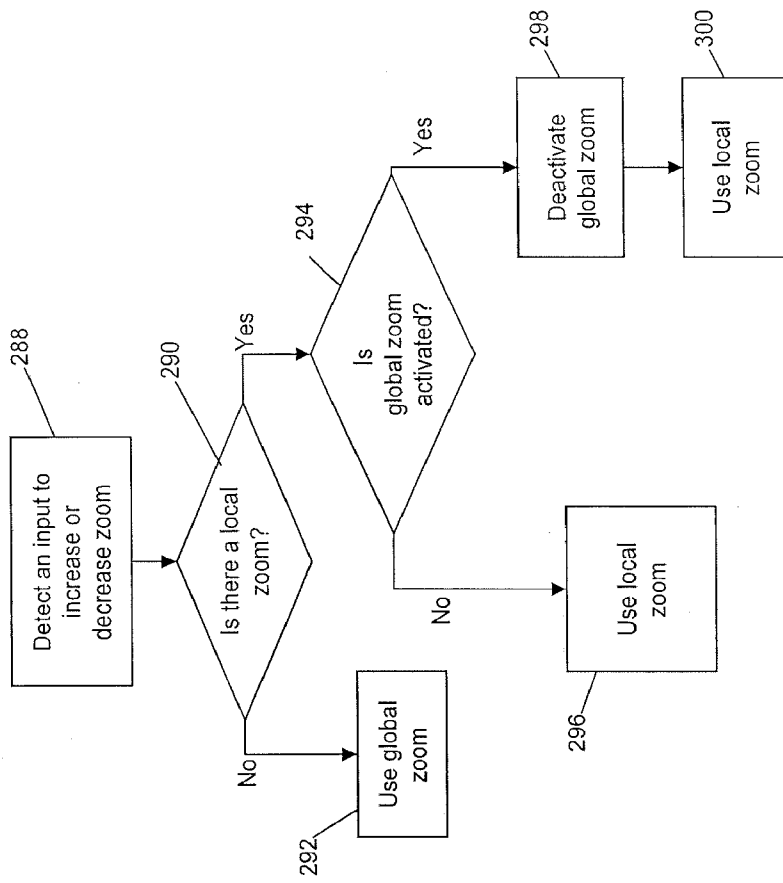 288
Detect an input to
increase or
decrease zoom
290
Is there a local
zoom?
No
Yes
292
Use global
zoom
294
Is
global zoom
activated?
No
Yes
296
Use local
zoom
298
Deactivate
global zoom
300
Use local
zoom